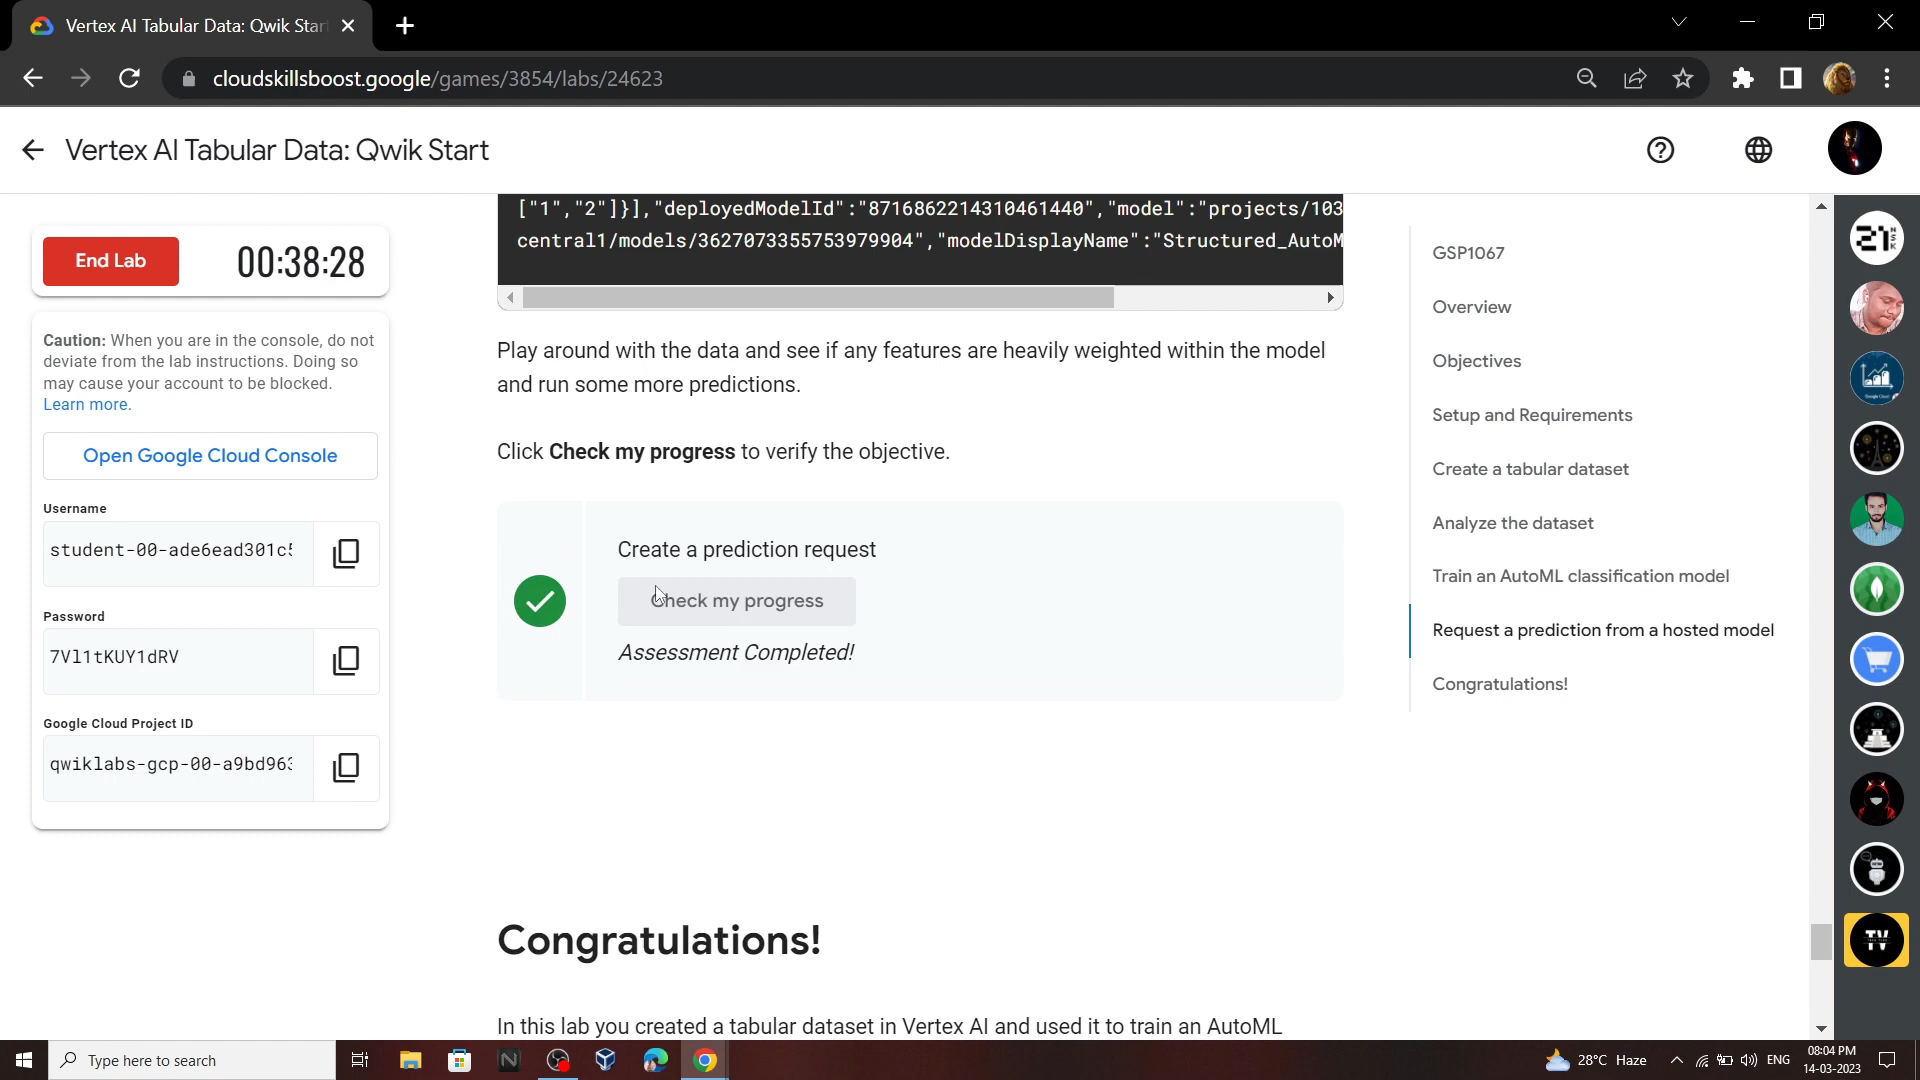 Vertex AI Tabular Data: Qwik Star
cloudskillsboost.google/games/3854/labs/24623
Vertex AI Tabular Data: Qwik Start
End Lab
00:38:28
Caution: When you are in the console, do not
deviate from the lab instructions. Doing so
may cause your account to be blocked.
Learn more.
Open Google Cloud Console
Username
student-00-ade6ead301c5
Password
7Vl1tKUY1dRV
Google Cloud Project ID
qwiklabs-gcp-00-a9bd963
["1","2"]}],"deployedModelId":"8716862214310461440","model":"projects/103
central1/models/3627073355753979904","modelDisplayName":"Structured_AutoM
Play around with the data and see if any features are heavily weighted within the model
and run some more predictions.
Click Check my progress to verify the objective.
Create a prediction request
Check my progress
Assessment Completed!
Congratulations!
In this lab you created a tabular dataset in Vertex AI and used it to train an AutoML
GSP1067
Overview
Objectives
Setup and Requirements
Create a tabular dataset
Analyze the dataset
Train an AutoML classification model
Request a prediction from a hosted model
Congratulations!
21
TV
Type here to search
28°C Haze
ENG
08:04 PM
14-03-2023